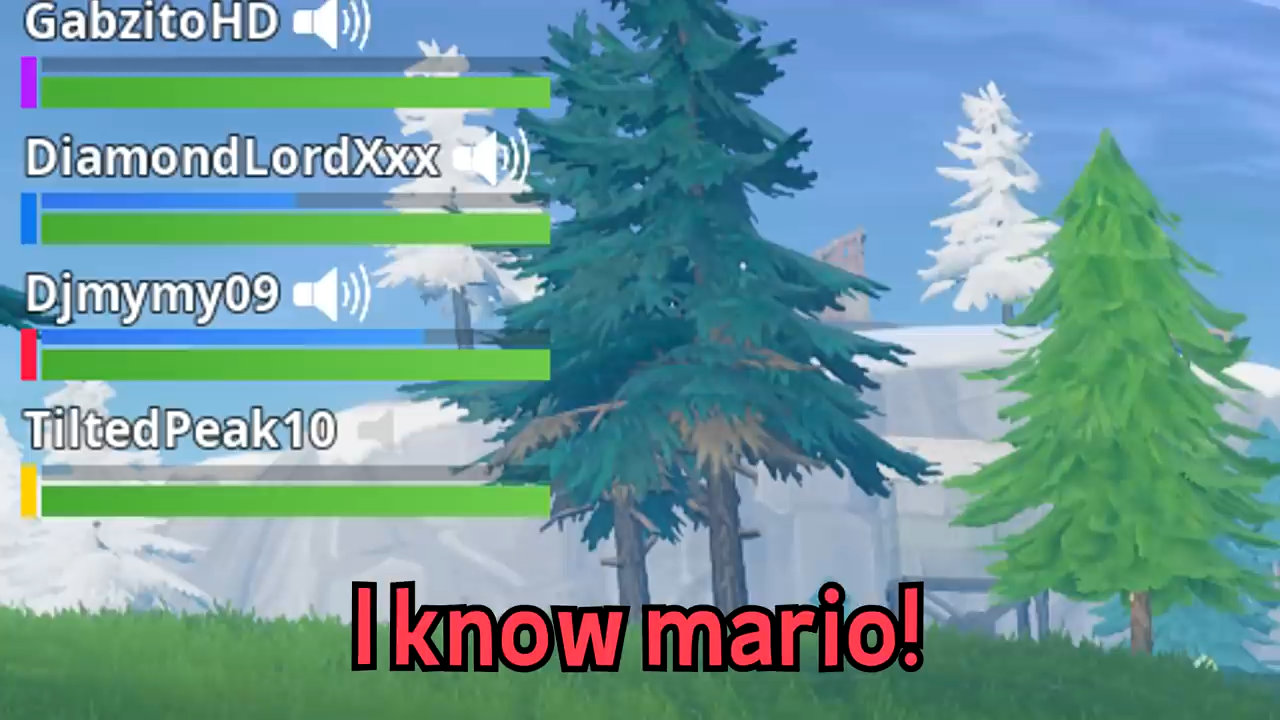 GabzitoHD
DiamondLordXxx
Djmymy09
TiltedPeak10
I know mario!